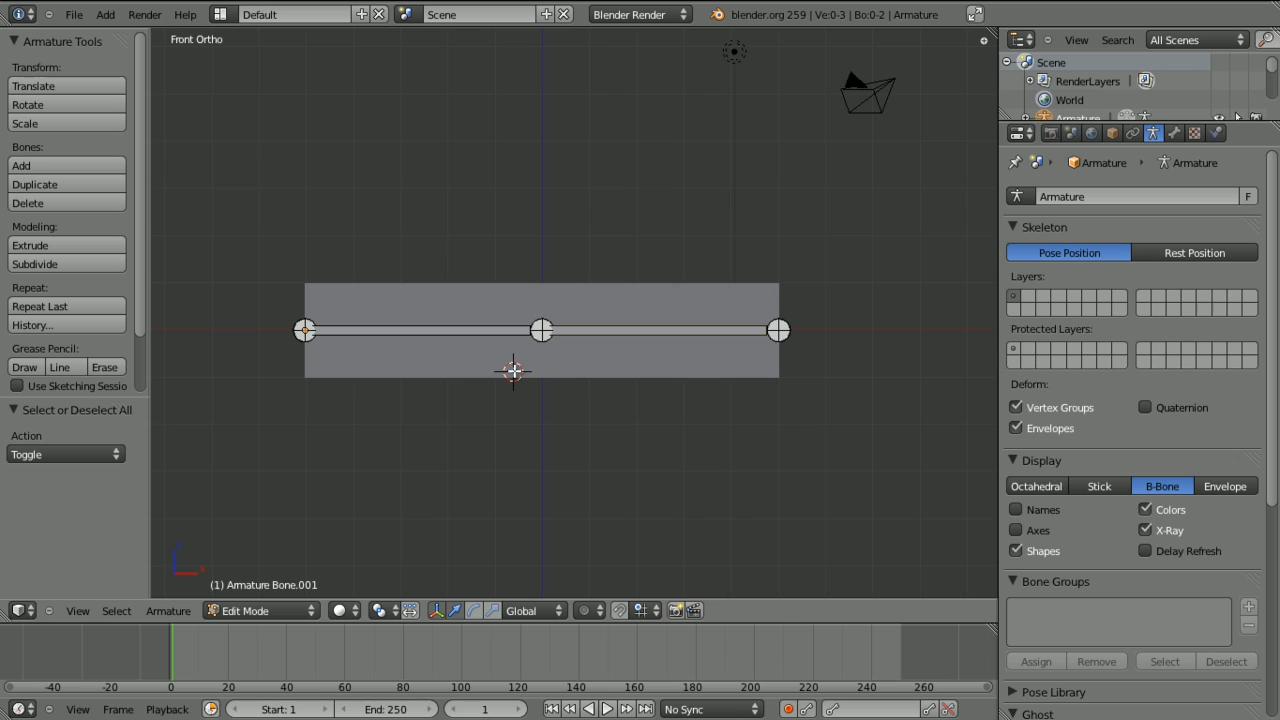 File Add Render Help Default Scene Blender Render blender.org 259 | Ve:0-3 | Bo:0-2 | Armature
Armature Tools
Transform:
Translate
Rotate
Scale
Bones:
Add
Duplicate
Delete
Modeling:
Extrude
Subdivide
Repeat:
Repeat Last
History...
Grease Pencil:
Draw Line Erase
Use Sketching Sessio
Select or Deselect All
Action
Toggle
Front Ortho
(1) Armature Bone.001
View Select Armature Edit Mode Global
-40 -20 0 20 40 60 80 100 120 140 160 180 200 220 240 260
View Frame Playback Start: 1 End: 250 1 No Sync
View Search All Scenes
Scene
RenderLayers
World
Armature
Armature Armature
Armature F
Skeleton
Pose Position Rest Position
Layers:
Protected Layers:
Deform:
Vertex Groups Quaternion
Envelopes
Display
Octahedral Stick B-Bone Envelope
Names Colors
Axes X-Ray
Shapes Delay Refresh
Bone Groups
Assign Remove Select Deselect
Pose Library
Ghost